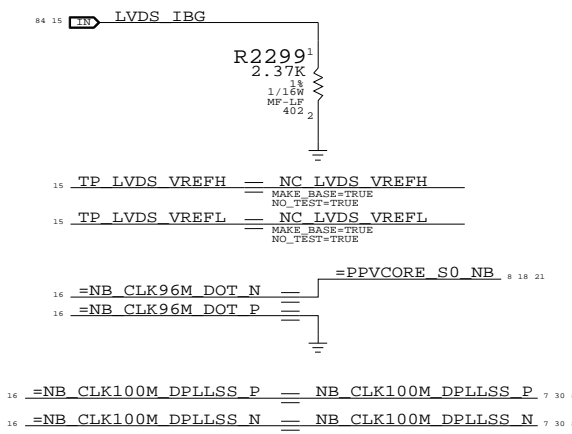 84 15 IN LVDS_IBG
R2299 1
2.37K
1%
1/16W
MF-LF
402
2
15 TP_LVDS_VREFH NC_LVDS_VREFH
MAKE_BASE=TRUE
NO_TEST=TRUE
15 TP_LVDS_VREFL NC_LVDS_VREFL
MAKE_BASE=TRUE
NO_TEST=TRUE
=PPVCORE_S0_NB 8 18 21
16 =NB_CLK96M_DOT_N
16 =NB_CLK96M_DOT_P
16 =NB_CLK100M_DPLLSS_P NB_CLK100M_DPLLSS_P 7 30
16 =NB_CLK100M_DPLLSS_N NB_CLK100M_DPLLSS_N 7 30